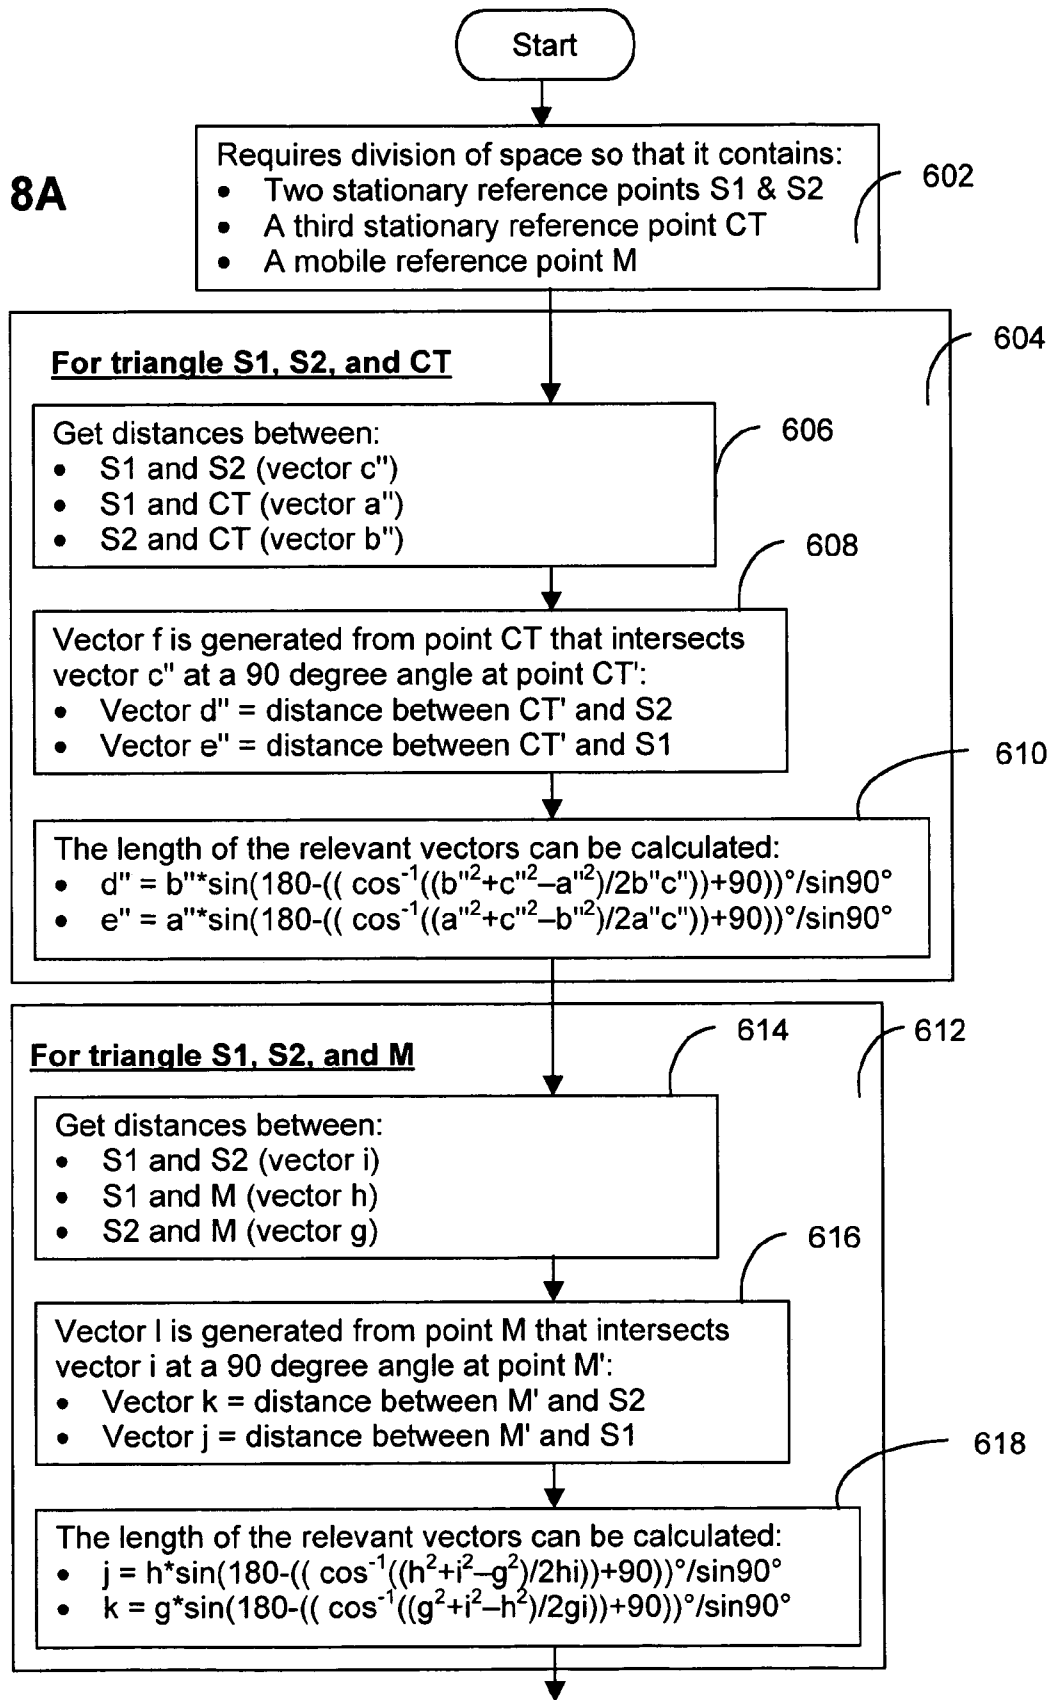 Start
8A
Requires division of space so that it contains:
• Two stationary reference points S1 & S2
• A third stationary reference point CT
• A mobile reference point M
602
604
For triangle S1, S2, and CT
Get distances between:
• S1 and S2 (vector c")
• S1 and CT (vector a")
• S2 and CT (vector b")
606
608
Vector f is generated from point CT that intersects
vector c" at a 90 degree angle at point CT':
• Vector d" = distance between CT' and S2
• Vector e" = distance between CT' and S1
610
The length of the relevant vectors can be calculated:
• d" = b"*sin(180-(( cos⁻¹((b"²+c"²–a"²)/2b"c"))+90))°/sin90°
• e" = a"*sin(180-(( cos⁻¹((a"²+c"²–b"²)/2a"c"))+90))°/sin90°
612
614
For triangle S1, S2, and M
Get distances between:
• S1 and S2 (vector i)
• S1 and M (vector h)
• S2 and M (vector g)
616
Vector l is generated from point M that intersects
vector i at a 90 degree angle at point M':
• Vector k = distance between M' and S2
• Vector j = distance between M' and S1
618
The length of the relevant vectors can be calculated:
• j = h*sin(180-(( cos⁻¹((h²+i²–g²)/2hi))+90))°/sin90°
• k = g*sin(180-(( cos⁻¹((g²+i²–h²)/2gi))+90))°/sin90°